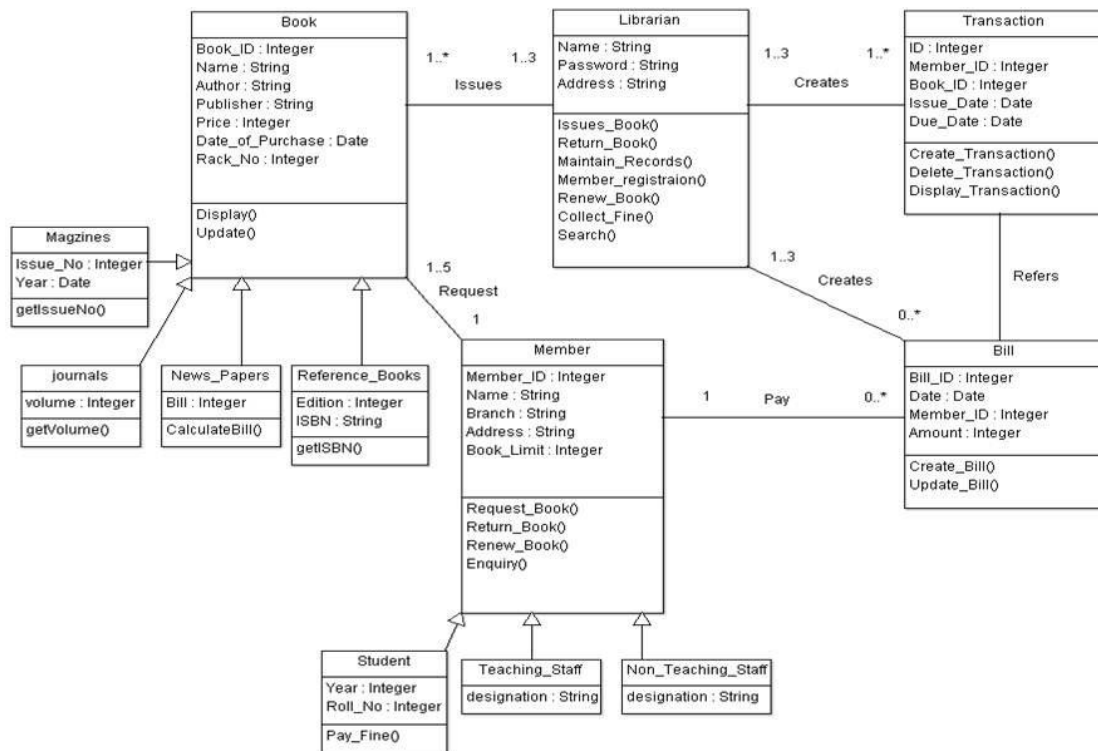 Book
Book_ID : Integer
Name : String
Author : String
Publisher : String
Price : Integer
Date_of_Purchase : Date
Rack_No : Integer
Display()
Update()
1..*
1..3
Issues
Librarian
Name : String
Password : String
Address : String
Issues_Book()
Return_Book()
Maintain_Records()
Member_registraion()
Renew_Book()
Collect_Fine()
Search()
1..3
1..*
Creates
Transaction
ID : Integer
Member_ID : Integer
Book_ID : Integer
Issue_Date : Date
Due_Date : Date
Create_Transaction()
Delete_Transaction()
Display_Transaction()
Magzines
Issue_No : Integer
Year : Date
getIssueNo()
1..5
Request
1
1..3
Creates
0..*
Refers
journals
volume : Integer
getVolume()
News_Papers
Bill : Integer
CalculateBill()
Reference_Books
Edition : Integer
ISBN : String
getISBN()
Member
Member_ID : Integer
Name : String
Branch : String
Address : String
Book_Limit : Integer
Request_Book()
Return_Book()
Renew_Book()
Enquiry()
1
Pay
0..*
Bill
Bill_ID : Integer
Date : Date
Member_ID : Integer
Amount : Integer
Create_Bill()
Update_Bill()
Student
Year : Integer
Roll_No : Integer
Pay_Fine()
Teaching_Staff
designation : String
Non_Teaching_Staff
designation : String